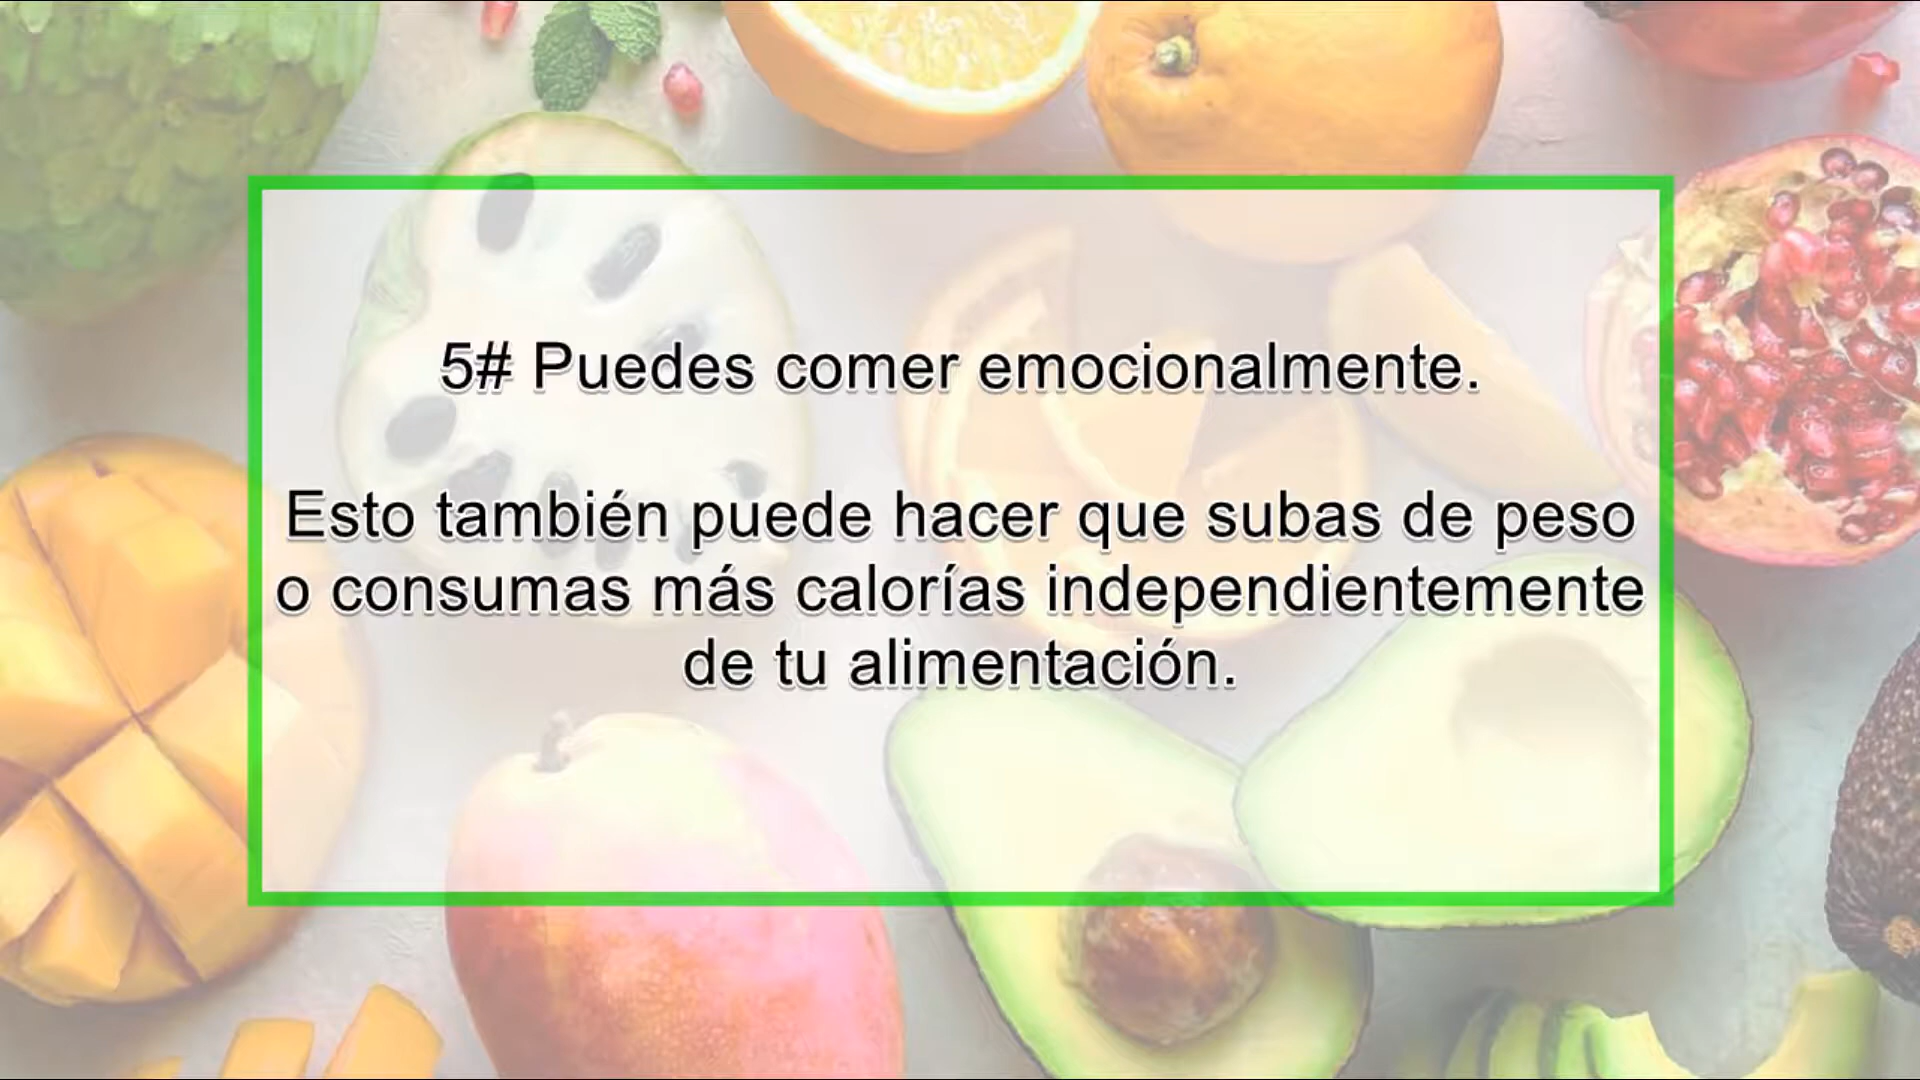 5# Puedes comer emocionalmente.
Esto también puede hacer que subas de peso
o consumas más calorías independientemente
de tu alimentación.